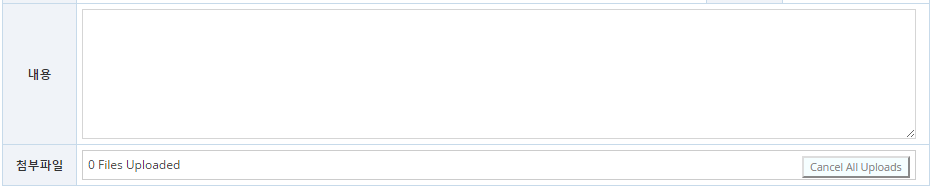 내용
첨부파일
0 Files Uploaded
Cancel All Uploads